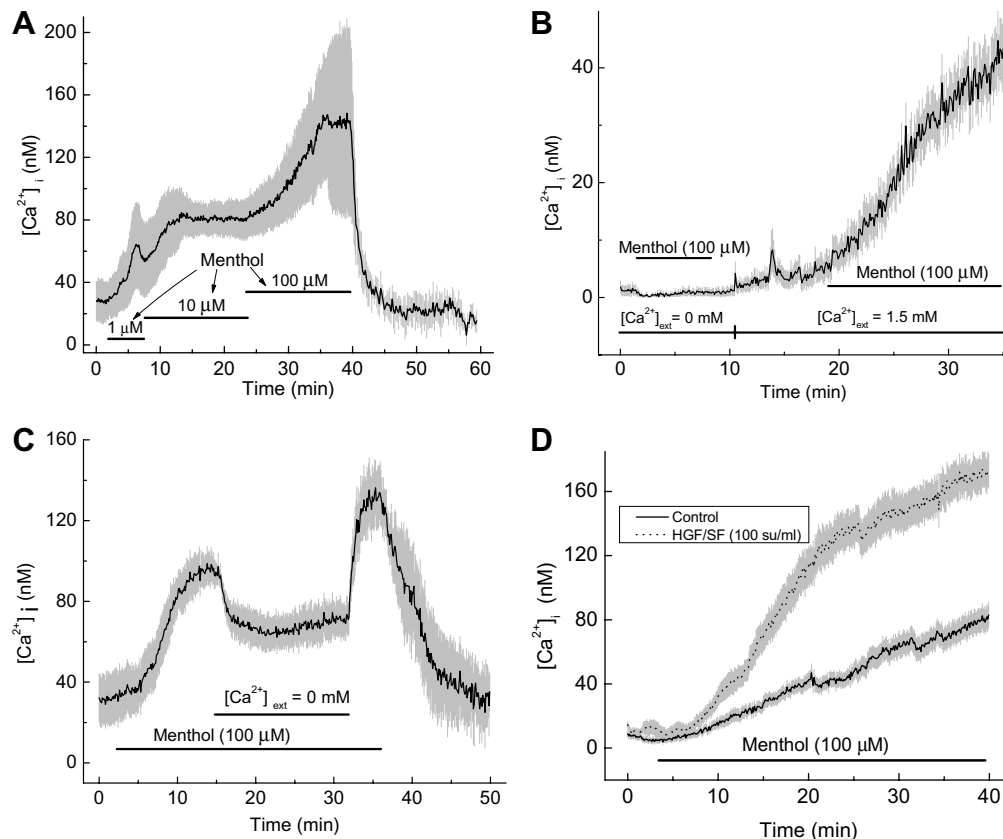 A
[Ca2+]i (nM)
200
160
120
80
40
0
Menthol
100 μM
10 μM
1 μM
0 10 20 30 40 50 60
Time (min)
B
[Ca2+]i (nM)
40
20
0
Menthol (100 μM)
Menthol (100 μM)
[Ca2+]ext = 0 mM
[Ca2+]ext = 1.5 mM
0 10 20 30
Time (min)
C
[Ca2+]i (nM)
160
120
80
40
0
[Ca2+] ext = 0 mM
Menthol (100 μM)
0 10 20 30 40 50
Time (min)
D
[Ca2+]i (nM)
160
120
80
40
0
Control
HGF/SF (100 su/ml)
Menthol (100 μM)
0 10 20 30 40
Time (min)